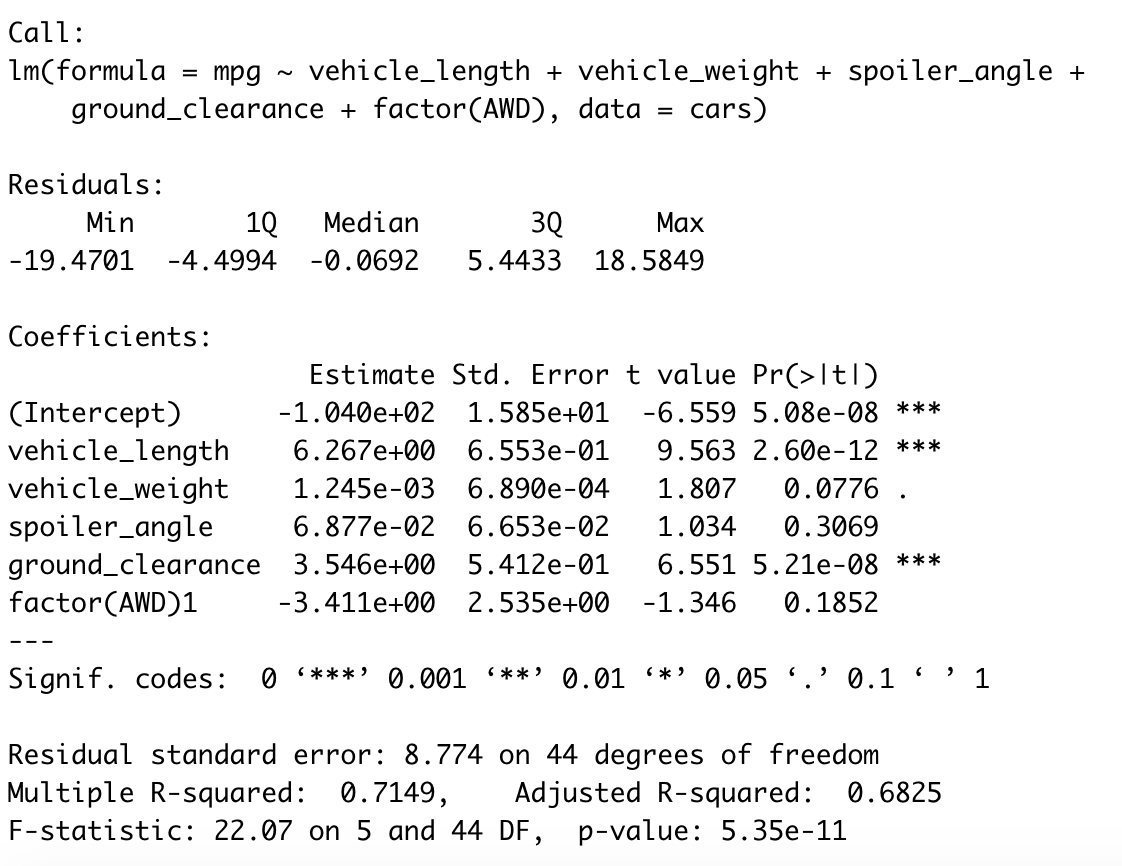 Call:
lm(formula = mpg ~ vehicle_length + vehicle_weight + spoiler_angle +
    ground_clearance + factor(AWD), data = cars)

Residuals:
     Min       1Q   Median       3Q      Max
-19.4701  -4.4994  -0.0692   5.4433  18.5849

Coefficients:
                   Estimate Std. Error t value Pr(>|t|)
(Intercept)      -1.040e+02  1.585e+01  -6.559 5.08e-08 ***
vehicle_length    6.267e+00  6.553e-01   9.563 2.60e-12 ***
vehicle_weight    1.245e-03  6.890e-04   1.807   0.0776 .
spoiler_angle     6.877e-02  6.653e-02   1.034   0.3069
ground_clearance  3.546e+00  5.412e-01   6.551 5.21e-08 ***
factor(AWD)1     -3.411e+00  2.535e+00  -1.346   0.1852
---
Signif. codes:  0 ‘***’ 0.001 ‘**’ 0.01 ‘*’ 0.05 ‘.’ 0.1 ‘ ’ 1

Residual standard error: 8.774 on 44 degrees of freedom
Multiple R-squared:  0.7149,    Adjusted R-squared:  0.6825
F-statistic: 22.07 on 5 and 44 DF,  p-value: 5.35e-11